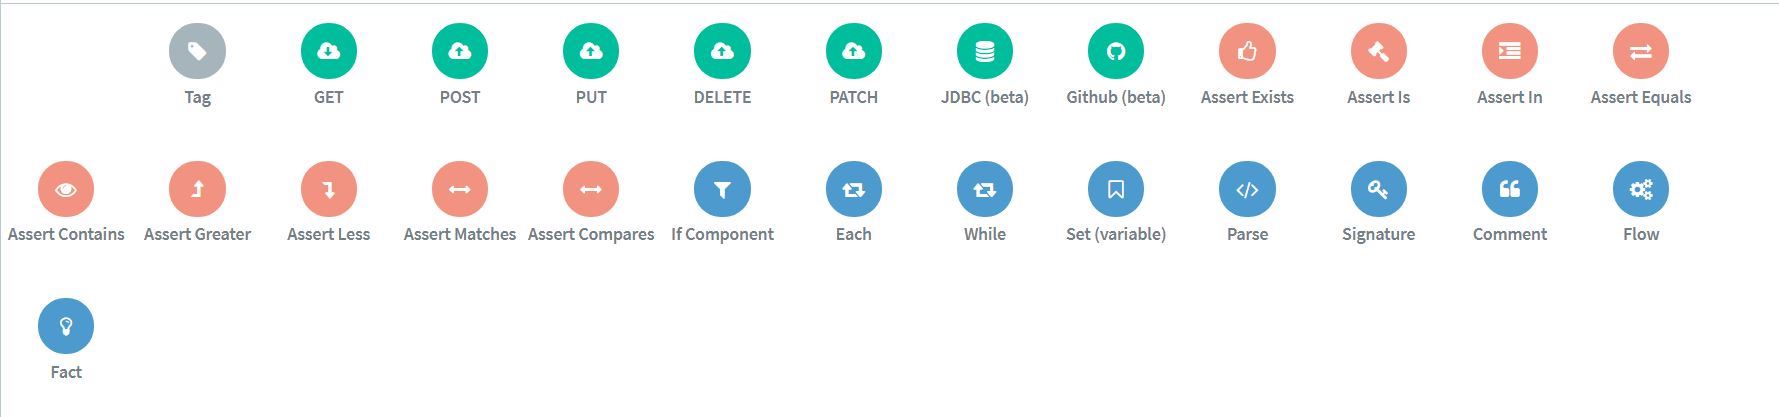 Tag GET POST PUT DELETE PATCH JDBC (beta) Github (beta) Assert Exists Assert Is Assert In Assert Equals
Assert Contains Assert Greater Assert Less Assert Matches Assert Compares If Component Each While Set (variable) Parse Signature Comment Flow
Fact